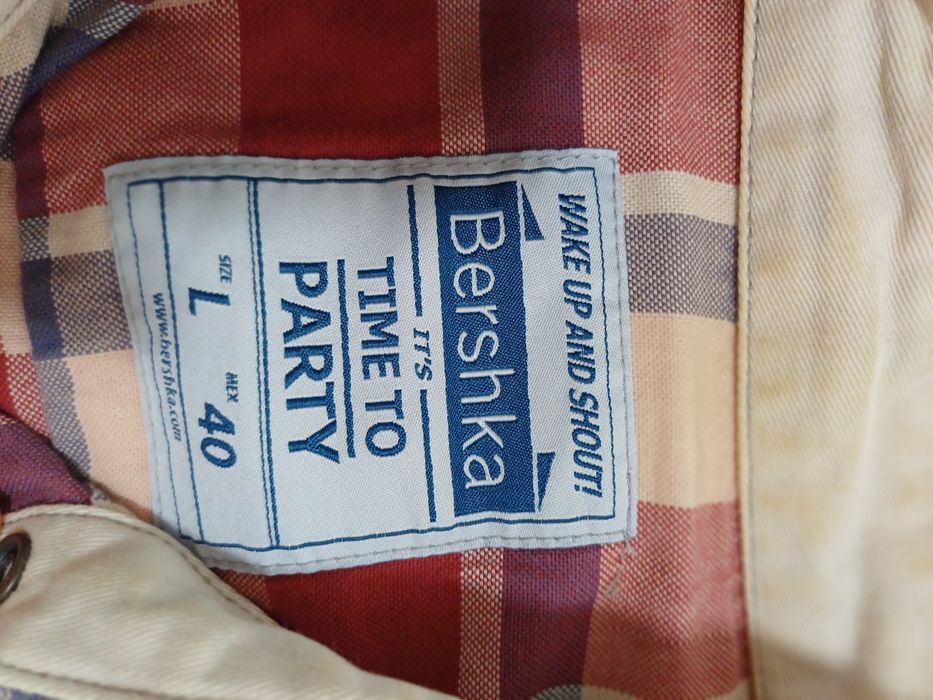 WAKE UP AND SHOUT!
Bershka
IT'S
TIME TO
PARTY
SIZE L MEX 40
www.bershka.com